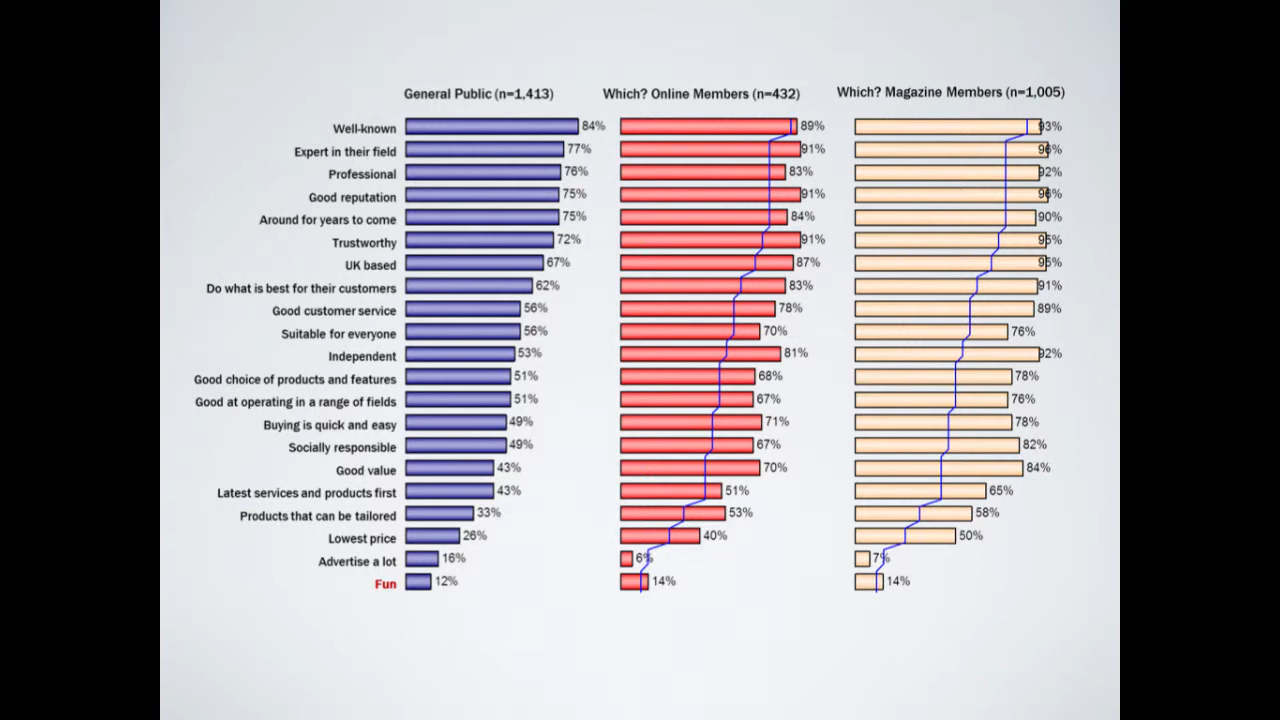 General Public (n=1,413) Which? Online Members (n=432) Which? Magazine Members (n=1,005)
Well-known 84% 89% 93%
Expert in their field 77% 91% 96%
Professional 76% 83% 92%
Good reputation 75% 91% 96%
Around for years to come 75% 84% 90%
Trustworthy 72% 91% 95%
UK based 67% 87% 95%
Do what is best for their customers 62% 83% 91%
Good customer service 56% 78% 89%
Suitable for everyone 56% 70% 76%
Independent 53% 81% 92%
Good choice of products and features 51% 68% 78%
Good at operating in a range of fields 51% 67% 76%
Buying is quick and easy 49% 71% 78%
Socially responsible 49% 67% 82%
Good value 43% 70% 84%
Latest services and products first 43% 51% 65%
Products that can be tailored 33% 53% 58%
Lowest price 26% 40% 50%
Advertise a lot 16% 6% 7%
Fun 12% 14% 14%